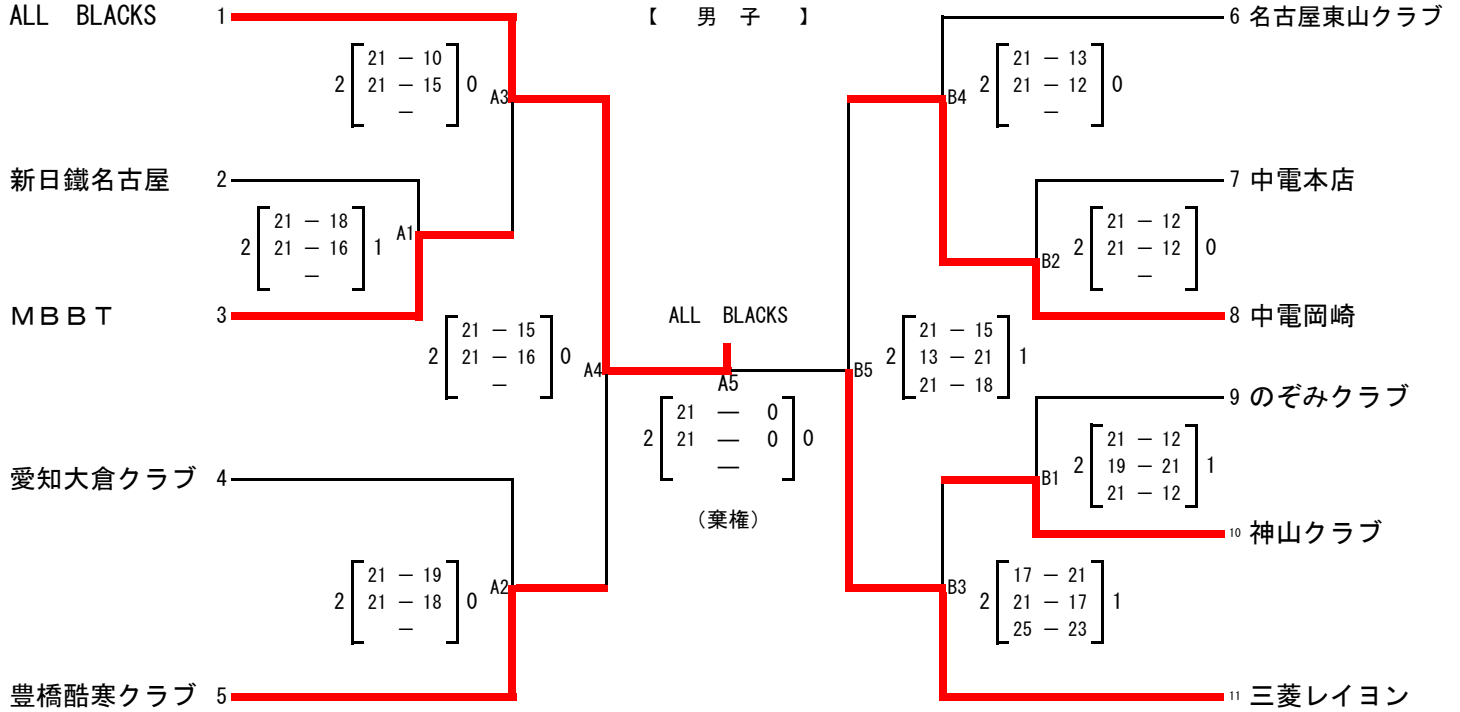 【　男　子　】
ALL　BLACKS　1
2 21 － 10 0
21 － 15
－
A3
新日鐵名古屋　2
2 21 － 18 1
21 － 16
－
A1
ＭＢＢＴ　3
2 21 － 15 0
21 － 16
－
A4
愛知大倉クラブ　4
2 21 － 19 0
21 － 18
－
A2
豊橋酷寒クラブ　5
ALL　BLACKS
A5
2 21 ― 0 0
21 ― 0
―
（棄権）
6 名古屋東山クラブ
B4
2 21 － 13 0
21 － 12
－
7 中電本店
B2
2 21 － 12 0
21 － 12
－
8 中電岡崎
B5
2 21 － 15 1
13 － 21
21 － 18
9 のぞみクラブ
B1
2 21 － 12 1
19 － 21
21 － 12
10 神山クラブ
B3
2 17 － 21 1
21 － 17
25 － 23
11 三菱レイヨン